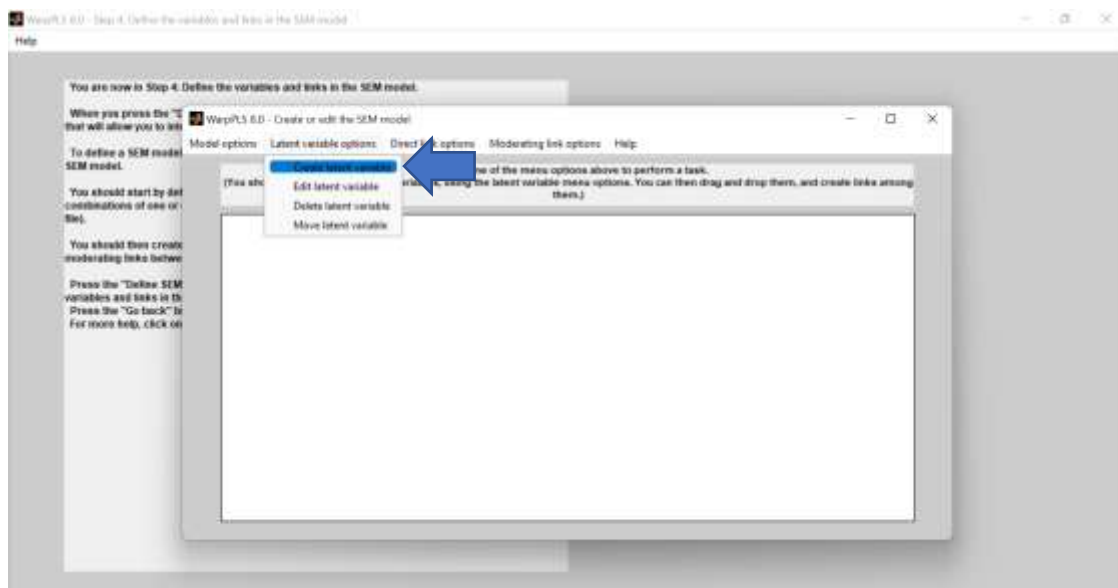 WarpPLS 8.0 - Step 4: Define the variables and links in the SEM model
Help
You are now in Step 4: Define the variables and links in the SEM model.
When you press the "D
that will allow you to
To define a SEM model
SEM model.
You should start by
combinations of one or
file).
You should then create
moderating links betwe
Press the "Define SEM
variables and links in th
Press the "Go back" b
For more help, click on
WarpPLS 8.0 - Create or edit the SEM model
Model options Latent variable options Direct link options Moderating link options Help
Create latent variable
Edit latent variable
Delete latent variable
Move latent variable
ne of the menu options above to perform a task.
(You sho using the latent variable menu options. You can then drag and drop them, and create links among
them.)